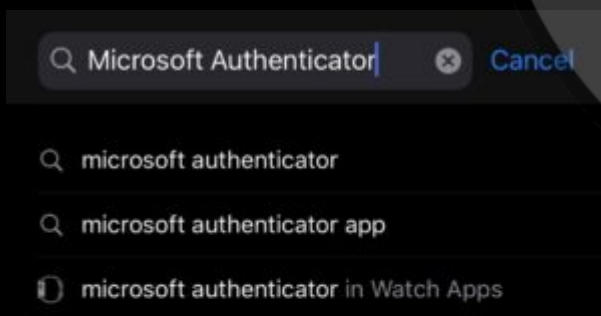 Microsoft Authenticator Cancel
microsoft authenticator
microsoft authenticator app
microsoft authenticator in Watch Apps